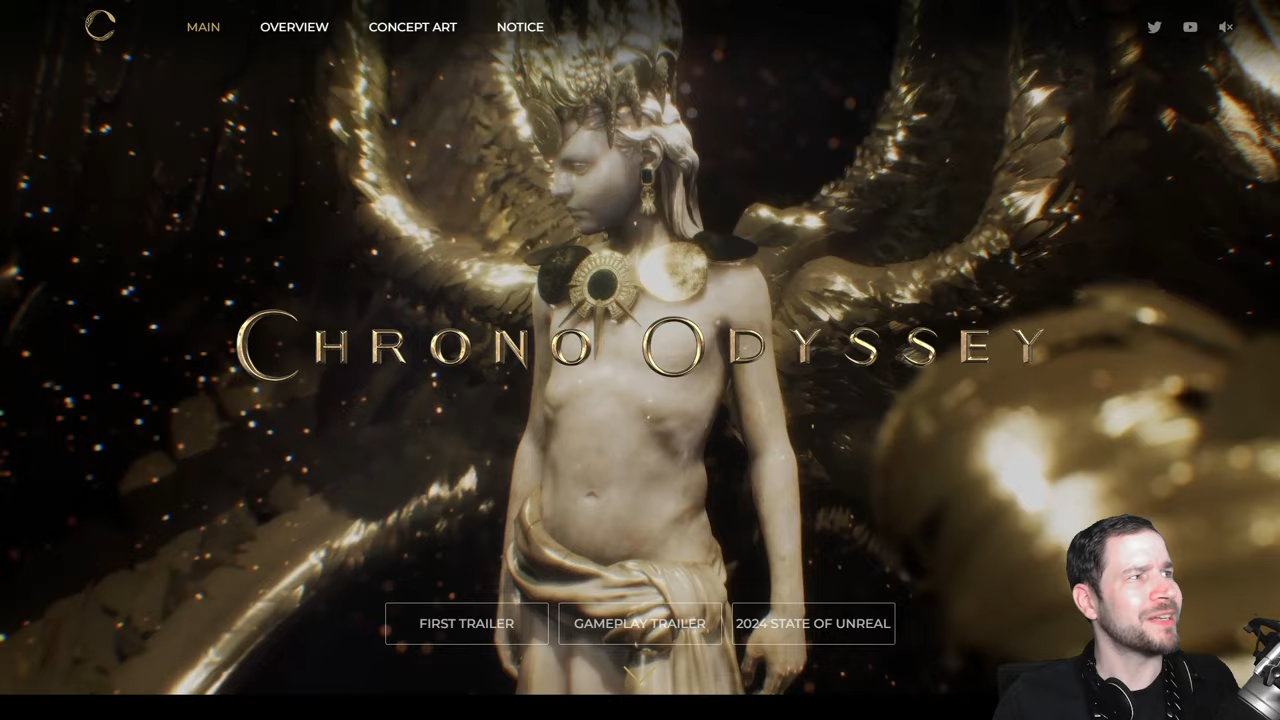 MAIN OVERVIEW CONCEPT ART NOTICE
CHRONO ODYSSEY
FIRST TRAILER GAMEPLAY TRAILER 2024 STATE OF UNREAL